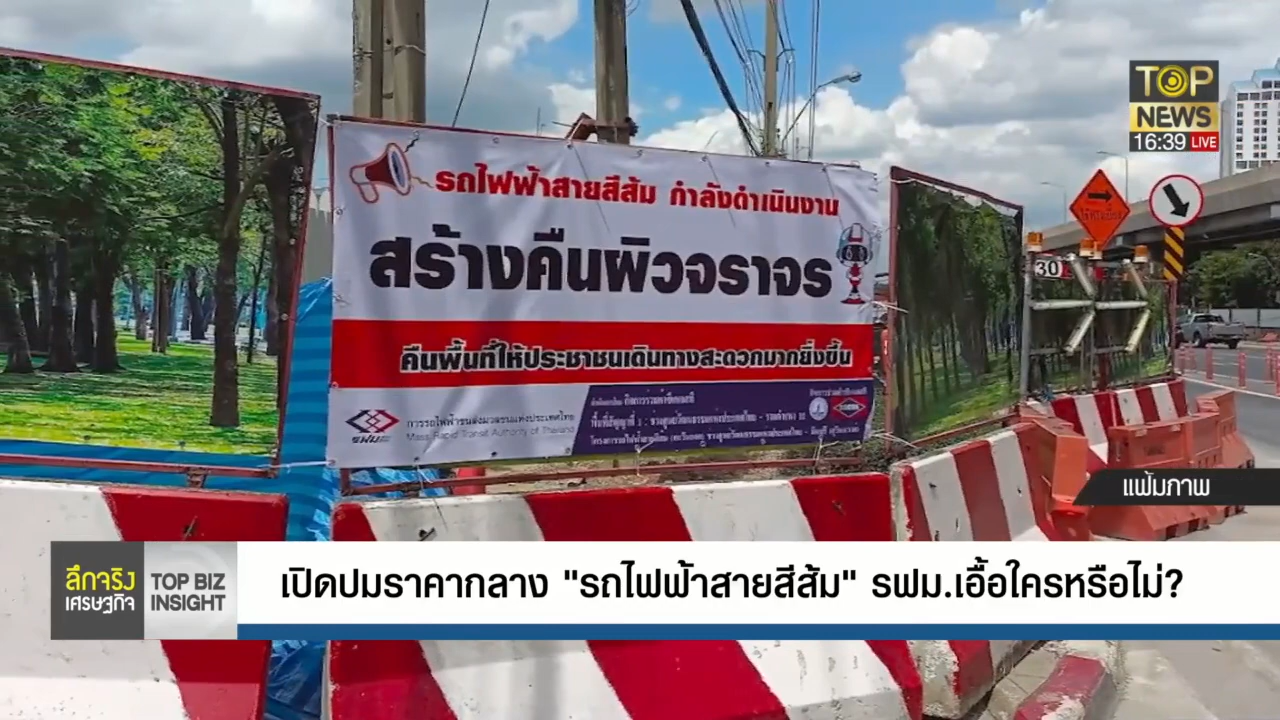 TOP
NEWS
16:39 LIVE
รถไฟฟ้าสายสีส้ม กำลังดำเนินงาน
สร้างคืนผิวจราจร
คืนพื้นที่ให้ประชาชนเดินทางสะดวกมากยิ่งขึ้น
รฟม
การรถไฟฟ้าขนส่งมวลชนแห่งประเทศไทย
Mass Rapid Transit Authority of Thailand
30
แฟ้มภาพ
ลึกจริง
เศรษฐกิจ
TOP BIZ
INSIGHT
เปิดปมราคากลาง "รถไฟฟ้าสายสีส้ม" รฟม.เอื้อใครหรือไม่?